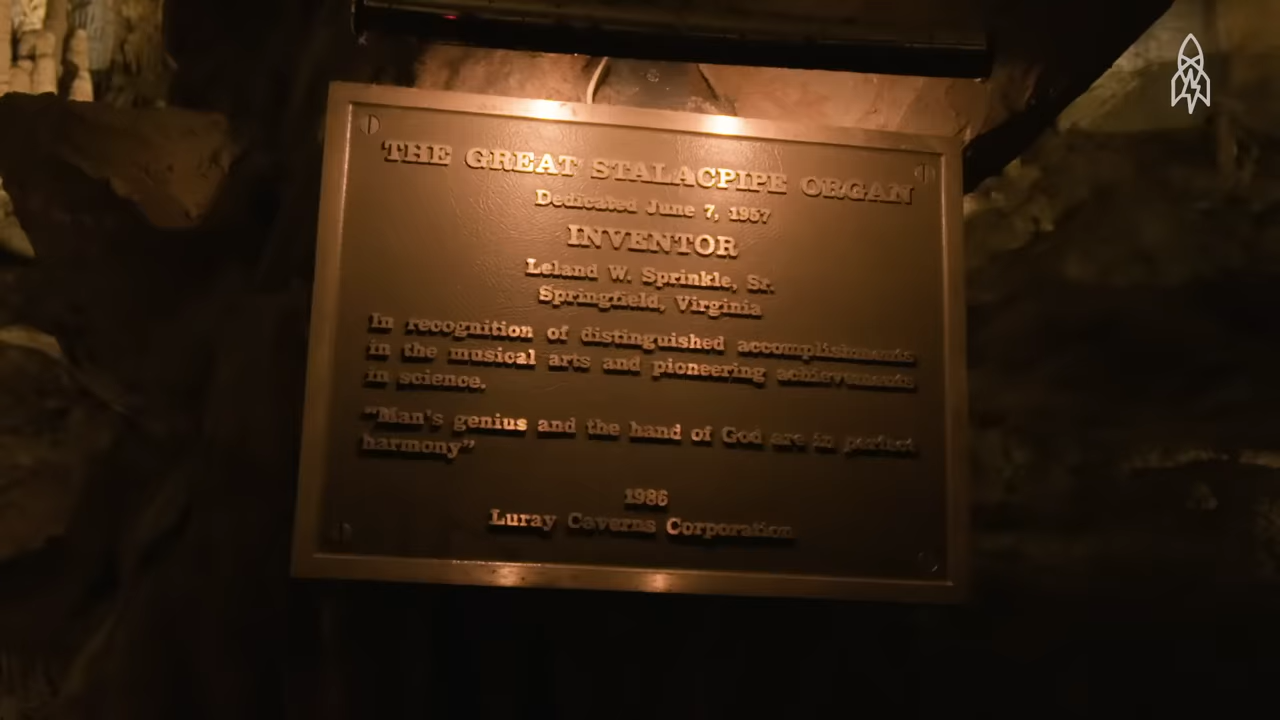 THE GREAT STALACPIPE ORGAN
Dedicated June 7, 1957
INVENTOR
Leland W. Sprinkle, Sr.
Springfield, Virginia
In recognition of distinguished accomplishments
in the musical arts and pioneering achievements
in science.
"Man's genius and the hand of God are in perfect
harmony"
1986
Luray Caverns Corporation